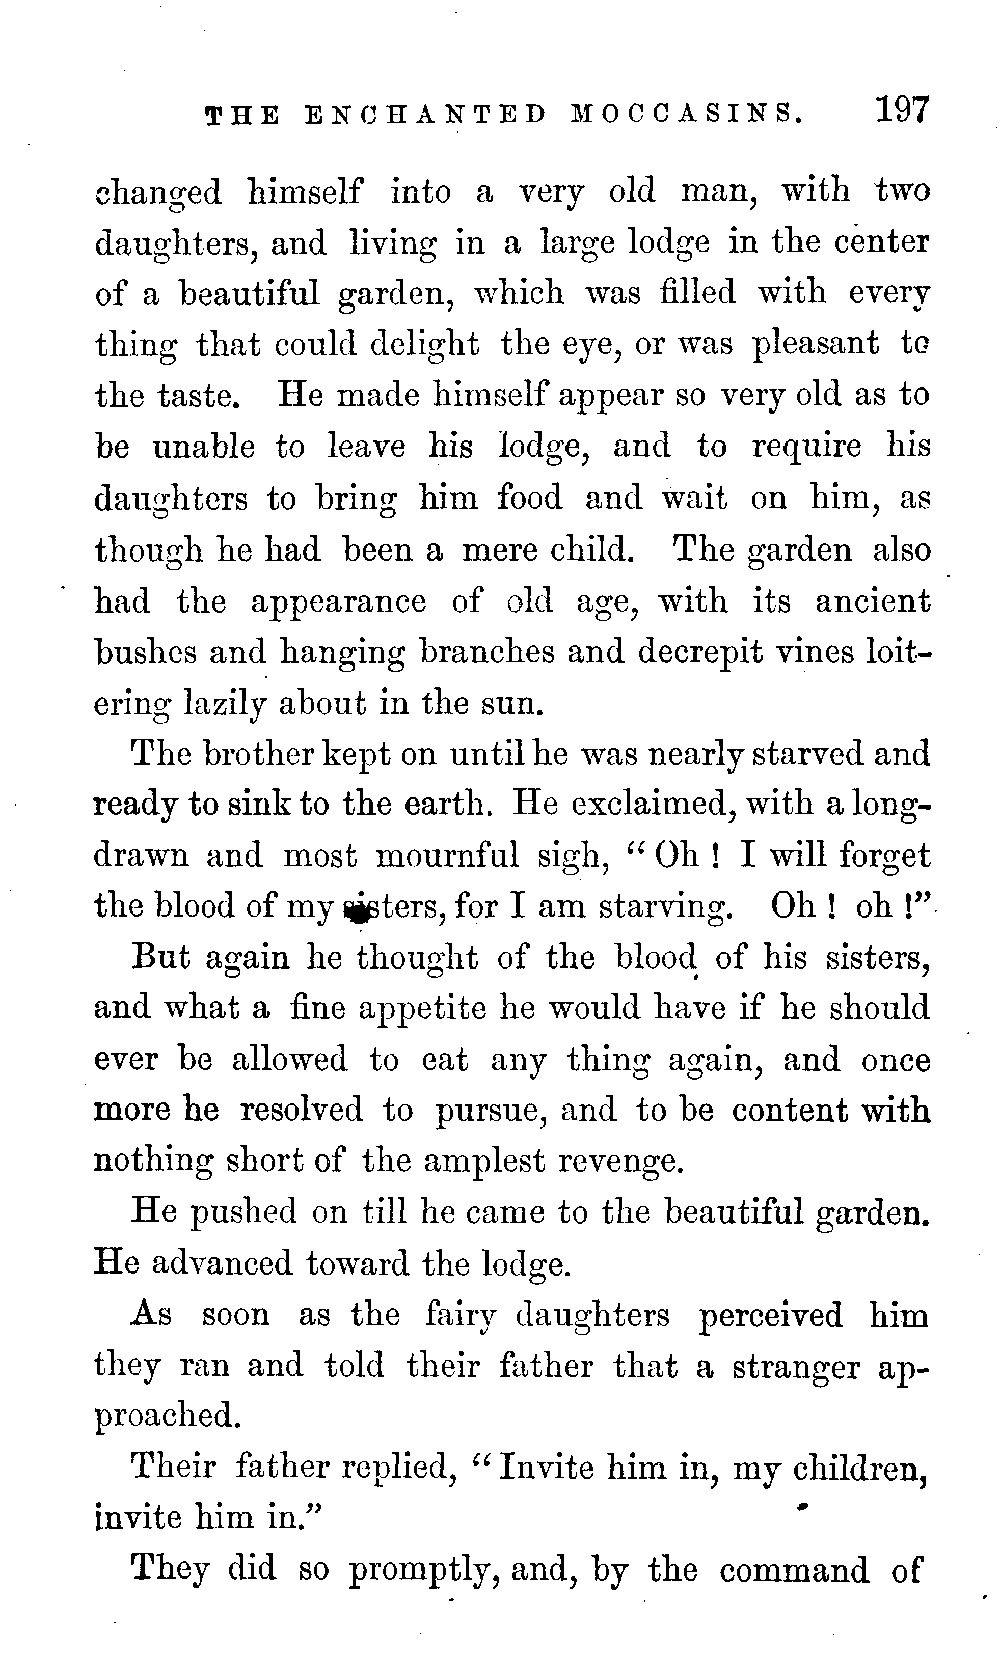 THE ENCHANTED MOCCASINS. 197
changed himself into a very old man, with two
daughters, and living in a large lodge in the center
of a beautiful garden, which was filled with every
thing that could delight the eye, or was pleasant to
the taste. He made himself appear so very old as to
be unable to leave his lodge, and to require his
daughters to bring him food and wait on him, as
though he had been a mere child. The garden also
had the appearance of old age, with its ancient
bushes and hanging branches and decrepit vines loit-
ering lazily about in the sun.
The brother kept on until he was nearly starved and
ready to sink to the earth. He exclaimed, with a long-
drawn and most mournful sigh, “Oh ! I will forget
the blood of my sisters, for I am starving. Oh ! oh !”
But again he thought of the blood of his sisters,
and what a fine appetite he would have if he should
ever be allowed to eat any thing again, and once
more he resolved to pursue, and to be content with
nothing short of the amplest revenge.
He pushed on till he came to the beautiful garden.
He advanced toward the lodge.
As soon as the fairy daughters perceived him
they ran and told their father that a stranger ap-
proached.
Their father replied, “Invite him in, my children,
invite him in.”
They did so promptly, and, by the command of